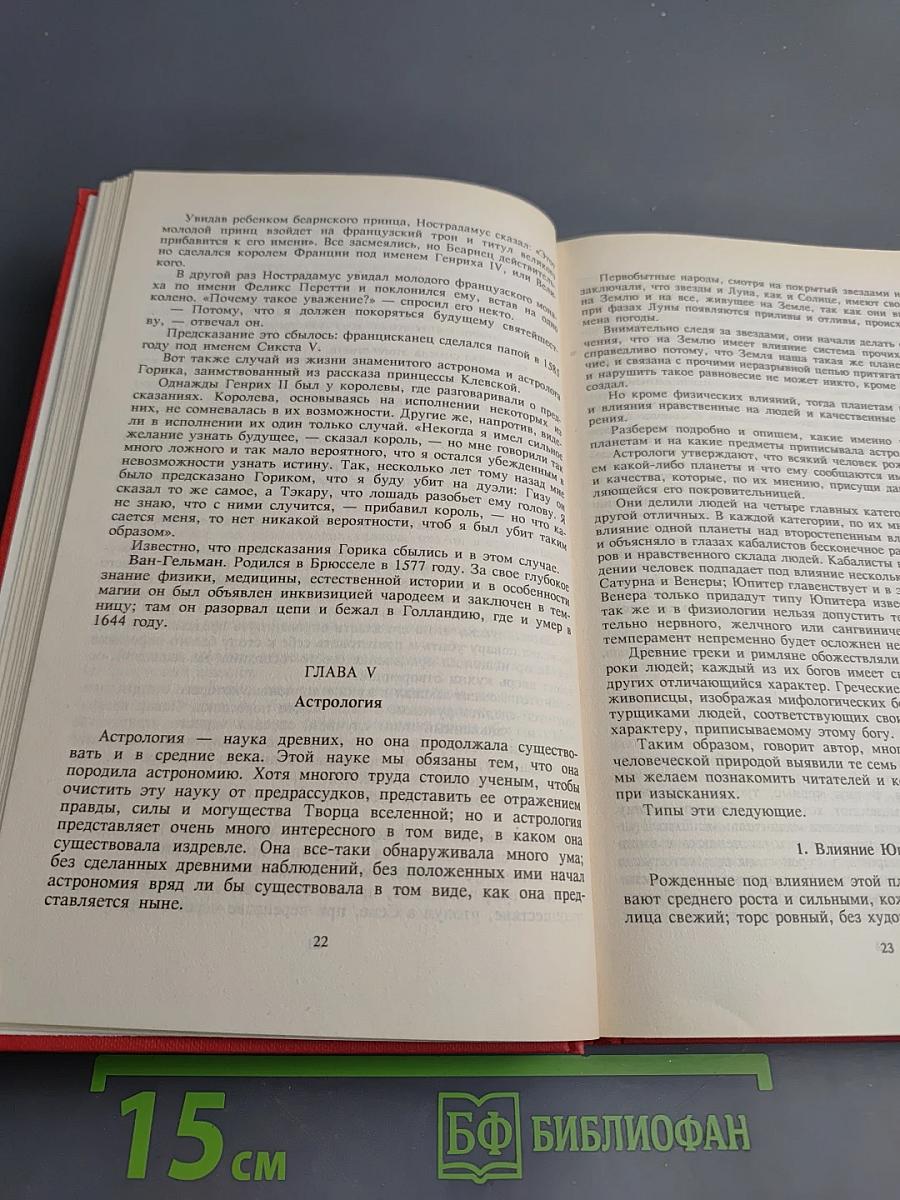 Увидав ребенком беарнского принца, Нострадамус сказал: «Этот
молодой принц взойдет на французский трон и титул великого
прибавится к его имени». Все засмеялись, но Беарнец действитель-
но сделался королем Франции под именем Генриха IV, или Вели-
кого.
В другой раз Нострадамус увидал молодого французского мона-
ха по имени Феликс Перетти и поклонился ему, встав на одно
колено. «Почему такое уважение?» — спросил его некто.
— Потому, что я должен покоряться будущему святейшест-
ву, — отвечал он.
Предсказание это сбылось: францисканец сделался папой в 1585
году под именем Сикста V.
Вот также случай из жизни знаменитого астронома и астролога
Горика, заимствованный из рассказа принцессы Клевской.
Однажды Генрих II был у королевы, где разговаривали о пред-
сказаниях. Королева, основываясь на исполнении некоторых из
них, не сомневалась в их возможности. Другие же, напротив, виде-
ли в исполнении их один только случай. «Некогда я имел сильное
желание узнать будущее, — сказал король, — но мне говорили так
много ложного и так мало вероятного, что я остался убежденным в
невозможности узнать истину. Так, несколько лет тому назад мне
было предсказано Гориком, что я буду убит на дуэли: Гизу он
сказал то же самое, а Тэкару, что лошадь разобьет ему голову. Я
не знаю, что с ними случится, — прибавил король, — но что ка-
сается меня, то нет никакой вероятности, чтоб я был убит таким
образом».
Известно, что предсказания Горика сбылись и в этом случае.
Ван-Гельман. Родился в Брюсселе в 1577 году. За свое глубокое
знание физики, медицины, естественной истории и в особенности
магии он был объявлен инквизицией чародеем и заключен в тем-
ницу; там он разорвал цепи и бежал в Голландию, где и умер в
1644 году.
ГЛАВА V
Астрология
Астрология — наука древних, но она продолжала существо-
вать и в средние века. Этой науке мы обязаны тем, что она
породила астрономию. Хотя много труда стоило ученым, чтобы
очистить эту науку от предрассудков, представить ее отражением
правды, силы и могущества Творца вселенной; но и астрология
представляет очень много интересного в том виде, в каком она
существовала издревле. Она все-таки обнаруживала много ума;
без сделанных древними наблюдений, без положенных ими начал
астрономия вряд ли бы существовала в том виде, как она пред-
ставляется ныне.
22
Первобытные народы, смотря на покрытый звездами
заключали, что звезды и Луна, как и Солнце, имеют
на Землю и на все, живущее на Земле, так как они
при фазах Луны появляются приливы и отливы,
мена погоды.
Внимательно следя за звездами, они начали делать
чения, что на Землю имеет влияние система прочих
справедливо потому, что Земля наша такая же
чие, и связана с прочими неразрывной цепью
и нарушить такое равновесие не может никто, кроме
создал.
Но кроме физических влияний, тогда планетам
и влияния нравственные на людей и качественные
рения.
Разберем подробно и опишем, какие именно
планетам и на какие предметы приписывала
Астрологи утверждают, что всякий человек
ем какой-либо планеты и что ему сообщаются
и качества, которые, по их мнению, присущи
ляющейся его покровительницей.
Они делили людей на четыре главных
другой отличных. В каждой категории, по их
влияние одной планеты над второстепенным
и объясняло в глазах кабалистов бесконечное
ров и нравственного склада людей. Кабалисты
дении человек подпадает под влияние
Сатурна и Венеры; Юпитер главенствует и в
Венера только придадут типу Юпитера
так же и в физиологии нельзя допустить
тельно нервного, желчного или
темперамент непременно будет осложнен
Древние греки и римляне обожествляли
роки людей; каждый из их богов имеет
других отличающийся характер. Греческие
живописцы, изображая мифологических
турщиками людей, соответствующих
характеру, приписываемому этому богу.
Таким образом, говорит автор,
человеческой природой выявили те семь
мы желаем познакомить читателей и
при изысканиях.
Типы эти следующие.
1. Влияние
Рожденные под влиянием этой
вают среднего роста и сильными,
лица свежий; торс ровный, без
23
15 см
БФ БИБЛИОФАН